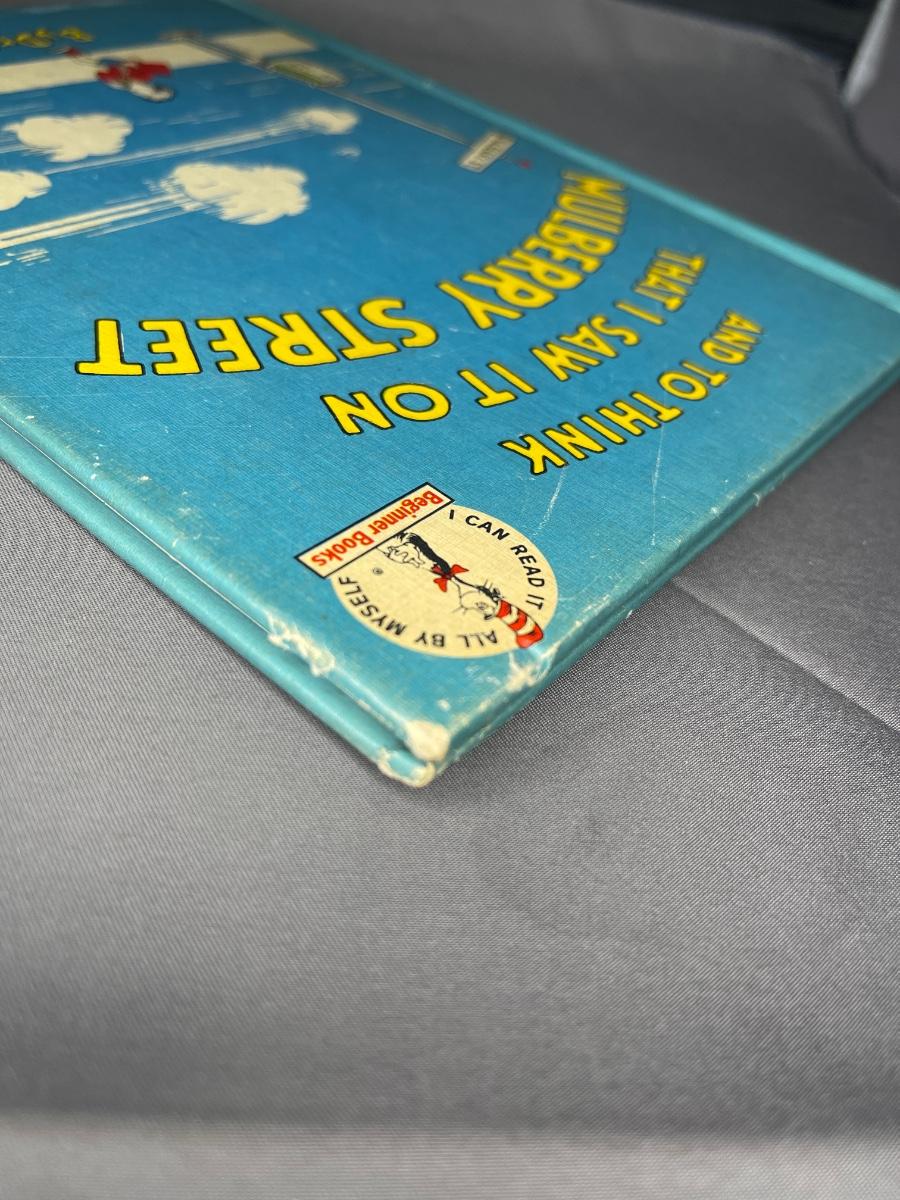 I CAN READ IT
ALL BY MYSELF
Beginner Books
®
AND TO THINK
THAT I SAW IT ON
MULBERRY STREET